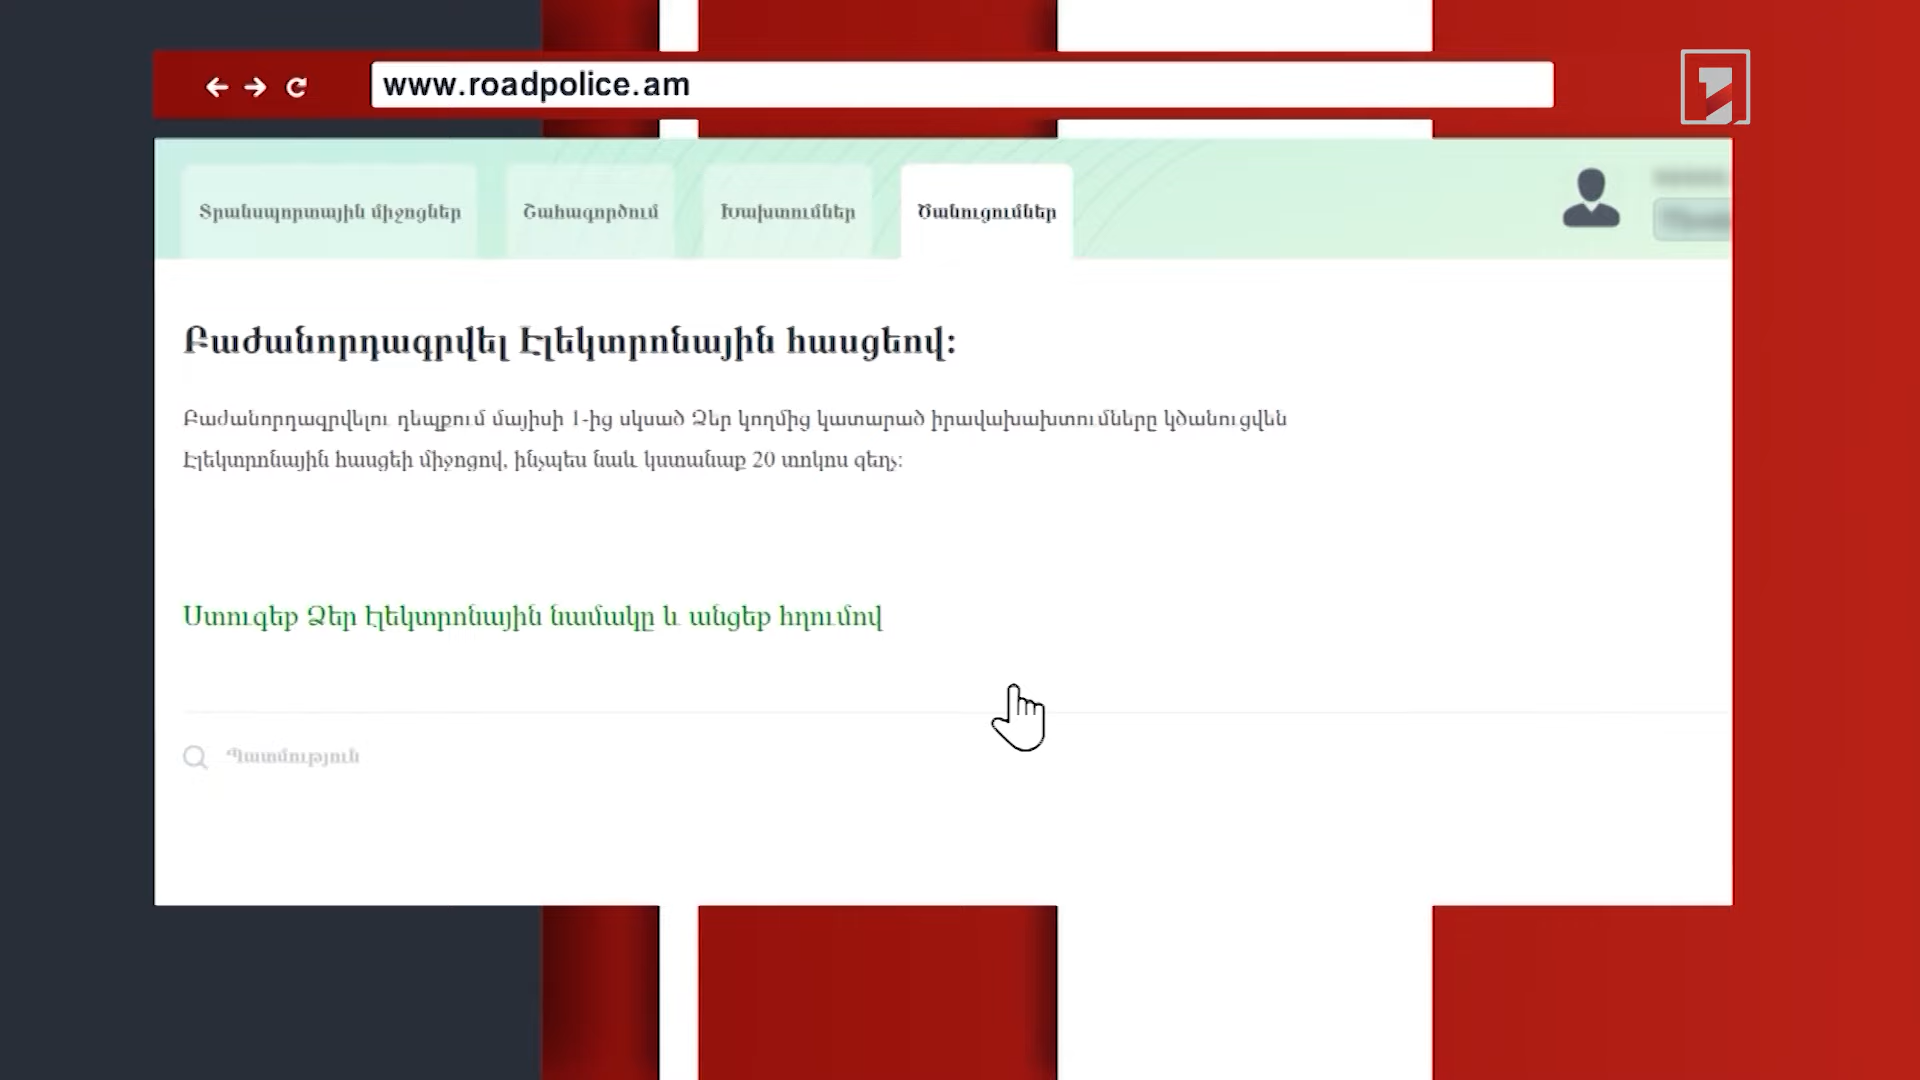 www.roadpolice.am
Տրանսպորտային միջոցներ
Շահագործում
Խախտումներ
Ծանուցումներ
Բաժանորդագրվել Էլեկտրոնային հասցեով:
Բաժանորդագրվելու դեպքում մայիսի 1-ից սկսած Ձեր կողմից կատարած իրավախախտումները կծանուցվեն
Էլեկտրոնային հասցեի միջոցով, ինչպես նաև կստանաք 20 տոկոս զեղչ:
Ստուգեք Ձեր էլեկտրոնային նամակը և անցեք հղումով
Պատմություն